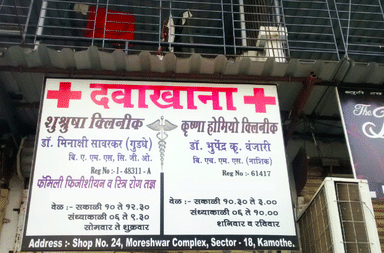 दवाखाना
शुश्रुषा क्लिनीक
डॉ. मिनाक्षी सावरकर (गुडघे)
बि. ए. एम. एस, सि. जी. ओ.
Reg No:- I - 48311 - A
फॅमिली फिजीशीयन व स्त्रि रोग तज्ञ
वेळ :- सकाळी १० ते १२.३०
संध्याकाळी ०६ ते ९.३०
सोमवार ते शुक्रवार
कृष्णा होमियो क्लिनीक
डॉ. भुपेंद्र कृ. बंजारी
बि. एच. एम. एस. (नाशिक)
Reg No :- 61417
वेळ :- सकाळी १०.३० ते ३.००
संध्याकाळी ०६ ते १०.००
शनिवार व रविवार
Address :- Shop No. 24, Moreshwar Complex, Sector - 18, Kamothe.
The